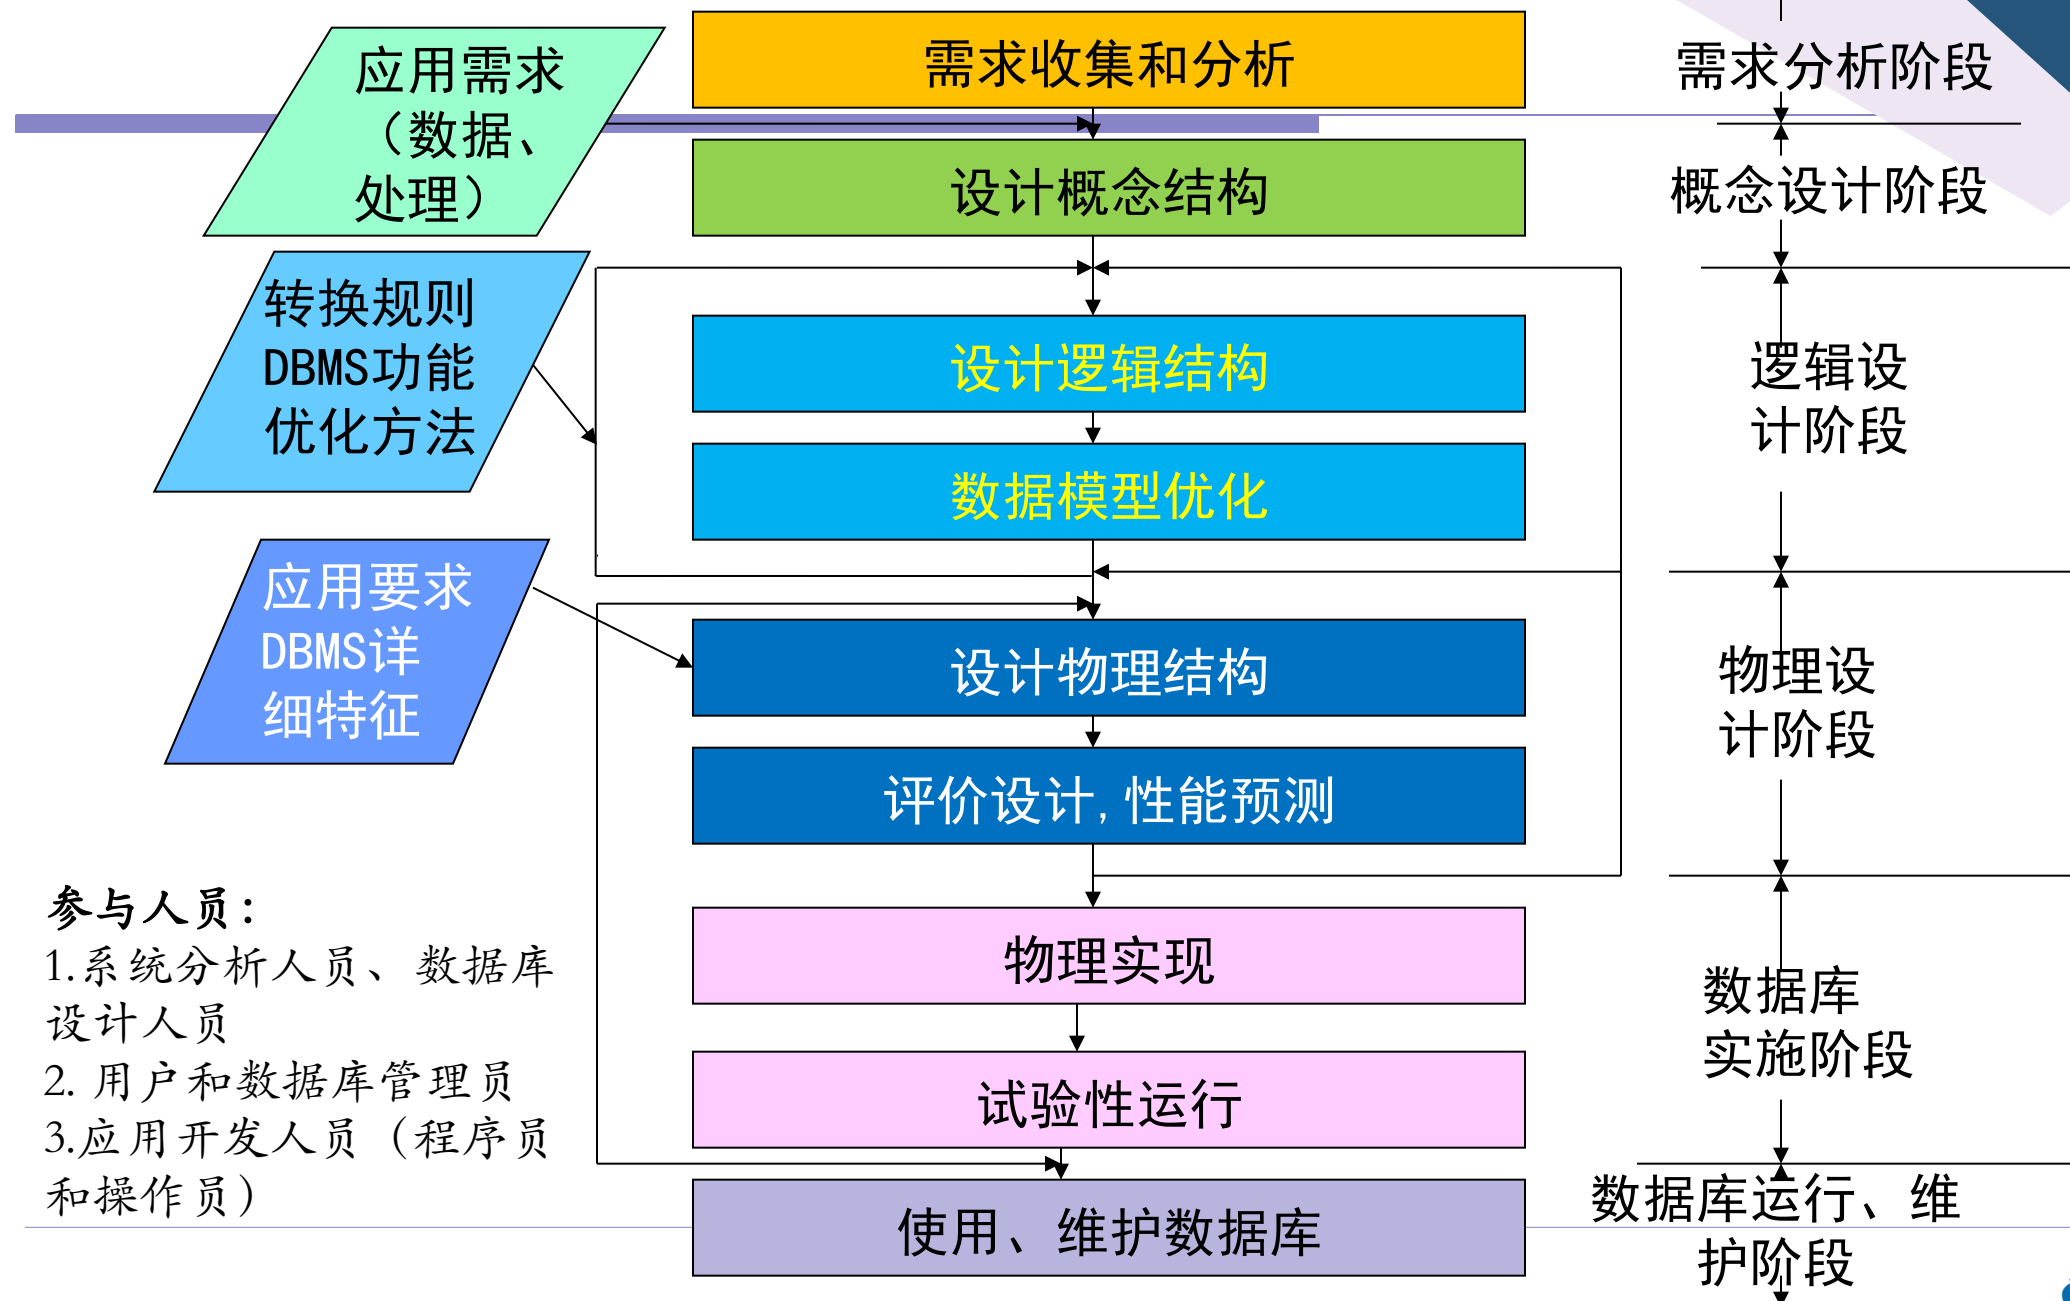 应用需求
（数据、
处理）
转换规则
DBMS功能
优化方法
应用要求
DBMS详
细特征
参与人员：
1.系统分析人员、数据库
设计人员
2. 用户和数据库管理员
3.应用开发人员（程序员
和操作员）
需求收集和分析
设计概念结构
设计逻辑结构
数据模型优化
设计物理结构
评价设计,性能预测
物理实现
试验性运行
使用、维护数据库
需求分析阶段
概念设计阶段
逻辑设
计阶段
物理设
计阶段
数据库
实施阶段
数据库运行、维
护阶段